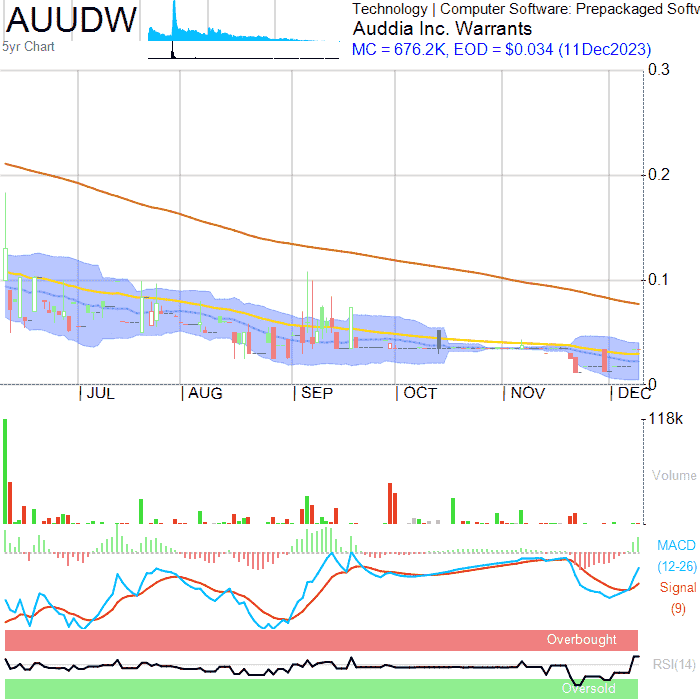 AUUDW
5yr Chart
Technology | Computer Software: Prepackaged Softw
Auddia Inc. Warrants
MC = 676.2K, EOD = $0.034 (11Dec2023)
0.3
0.2
0.1
0
JUL AUG SEP OCT NOV DEC
118k
Volume
MACD
(12-26)
Signal
(9)
Overbought
RSI(14)
Oversold